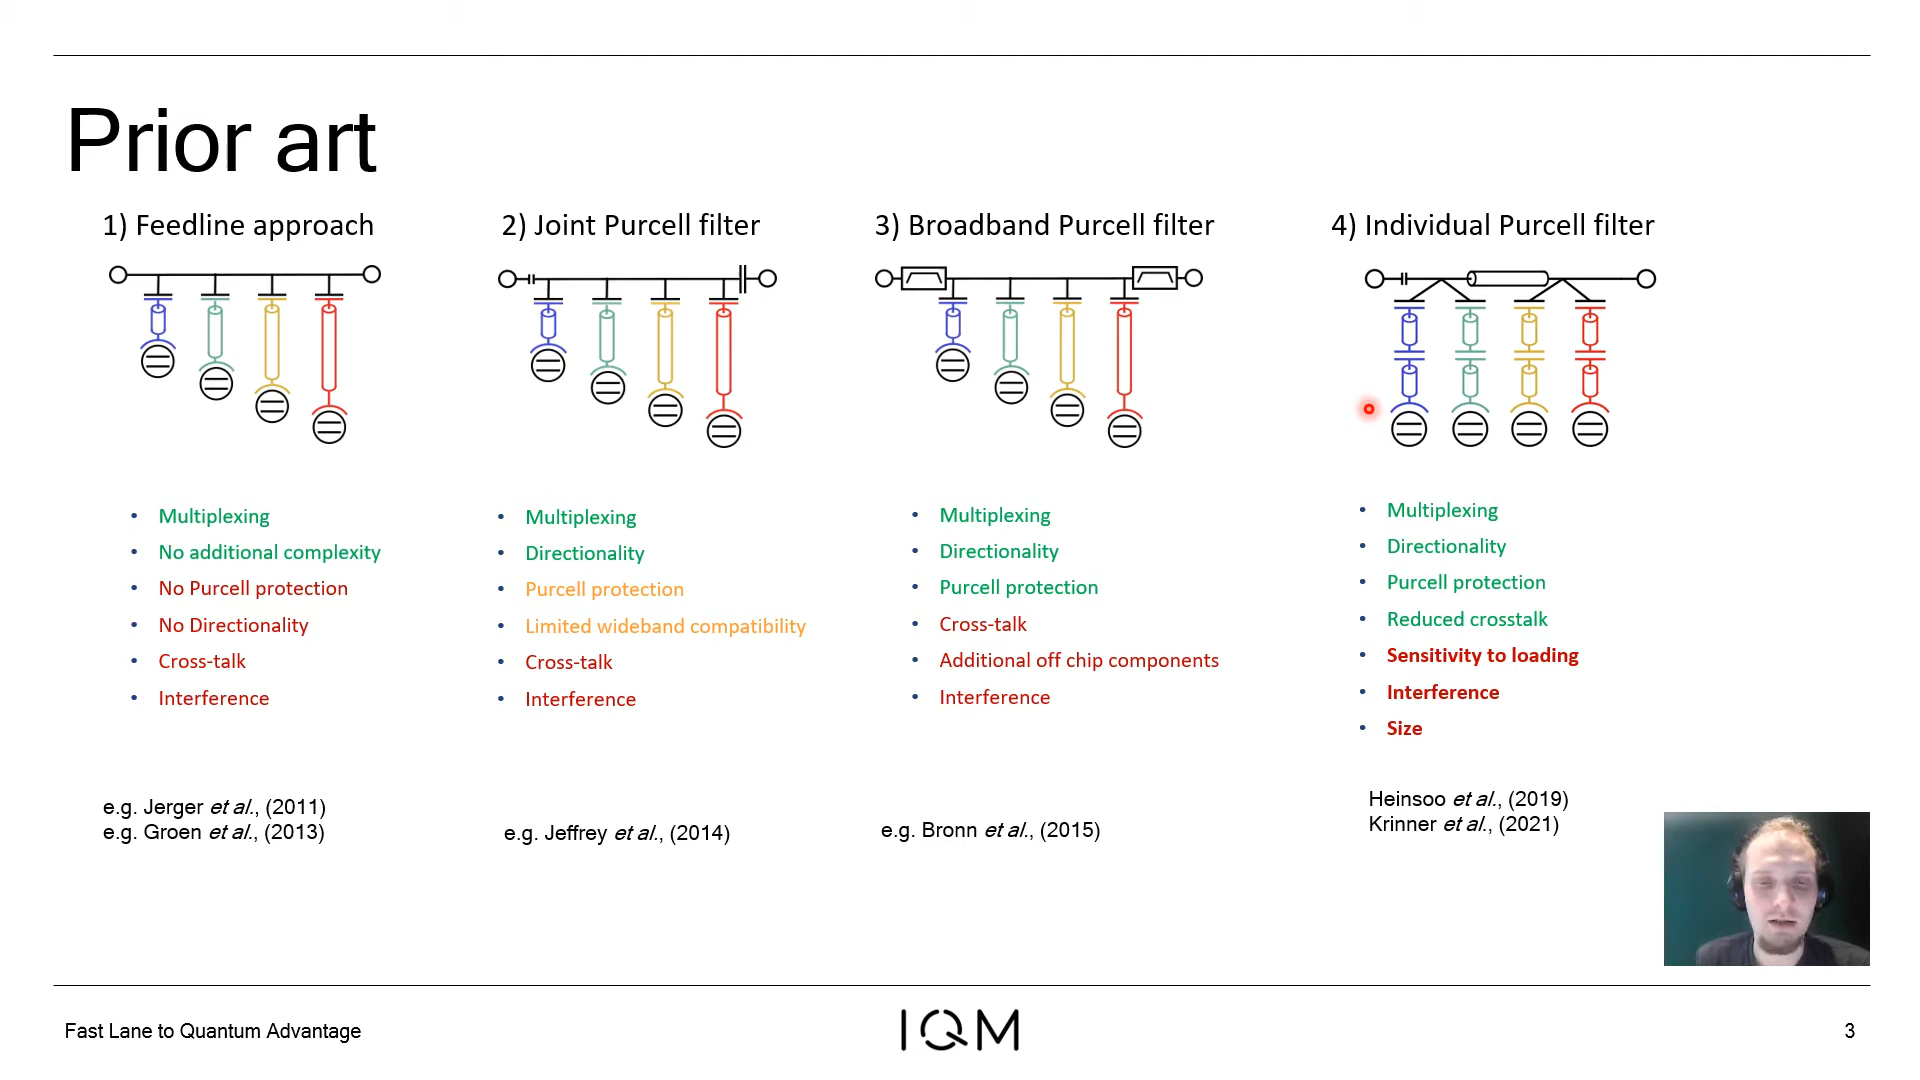 Prior art
1) Feedline approach
2) Joint Purcell filter
3) Broadband Purcell filter
4) Individual Purcell filter
• Multiplexing
• No additional complexity
• No Purcell protection
• No Directionality
• Cross-talk
• Interference
• Multiplexing
• Directionality
• Purcell protection
• Limited wideband compatibility
• Cross-talk
• Interference
• Multiplexing
• Directionality
• Purcell protection
• Cross-talk
• Additional off chip components
• Interference
• Multiplexing
• Directionality
• Purcell protection
• Reduced crosstalk
• Sensitivity to loading
• Interference
• Size
e.g. Jerger et al., (2011)
e.g. Groen et al., (2013)
e.g. Jeffrey et al., (2014)
e.g. Bronn et al., (2015)
Heinsoo et al., (2019)
Krinner et al., (2021)
Fast Lane to Quantum Advantage
IQM
3